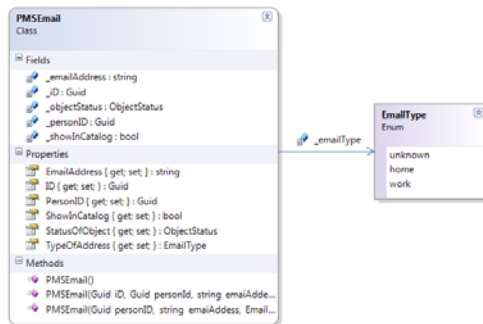 PMSEmail
Class
Fields
_emailAddress : string
_iD : Guid
_objectStatus : ObjectStatus
_personID : Guid
_showInCatalog : bool
Properties
EmailAddress { get; set; } : string
ID { get; set; } : Guid
PersonID { get; set; } : Guid
ShowInCatalog { get; set; } : bool
StatusOfObject { get; set; } : ObjectStatus
TypeOfAddress { get; set; } : EmailType
Methods
PMSEmail()
PMSEmail(Guid iD, Guid personId, string emaiAdde...
PMSEmail(Guid personID, string emaiAddess, Email...
_emailType
EmailType
Enum
unknown
home
work